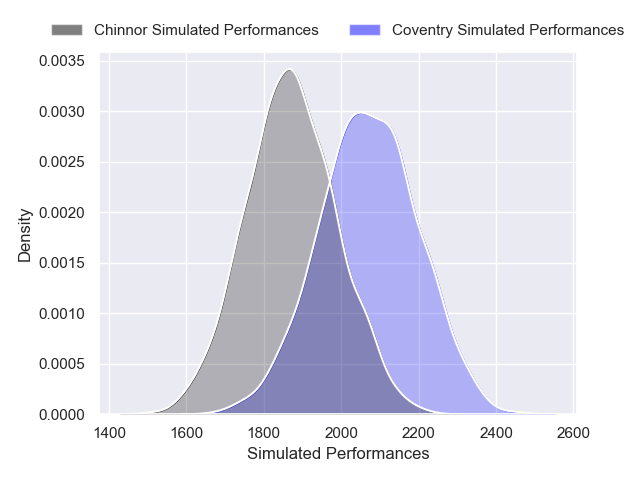 Chinnor Simulated Performances Coventry Simulated Performances
0.0035
0.0030
0.0025
0.0020
0.0015
0.0010
0.0005
0.0000
Density
1400 1600 1800 2000 2200 2400 2600
Simulated Performances